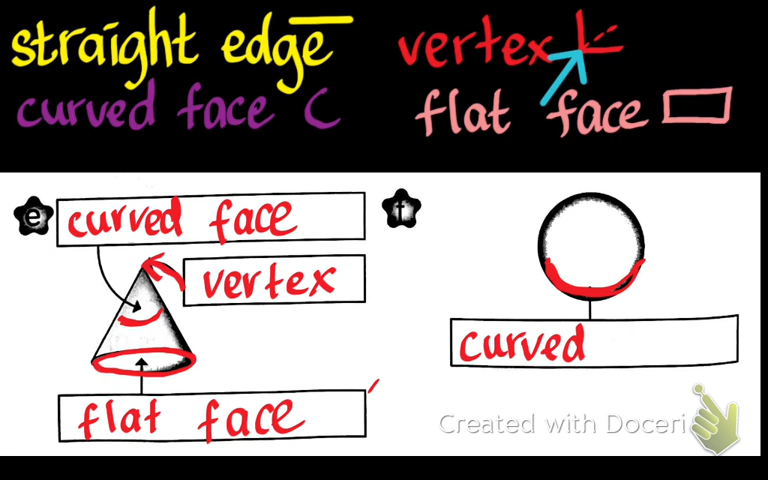 straight edge
vertex
curved face
flat face
e
curved face
f
vertex
curved
flat face
Created with Doceri